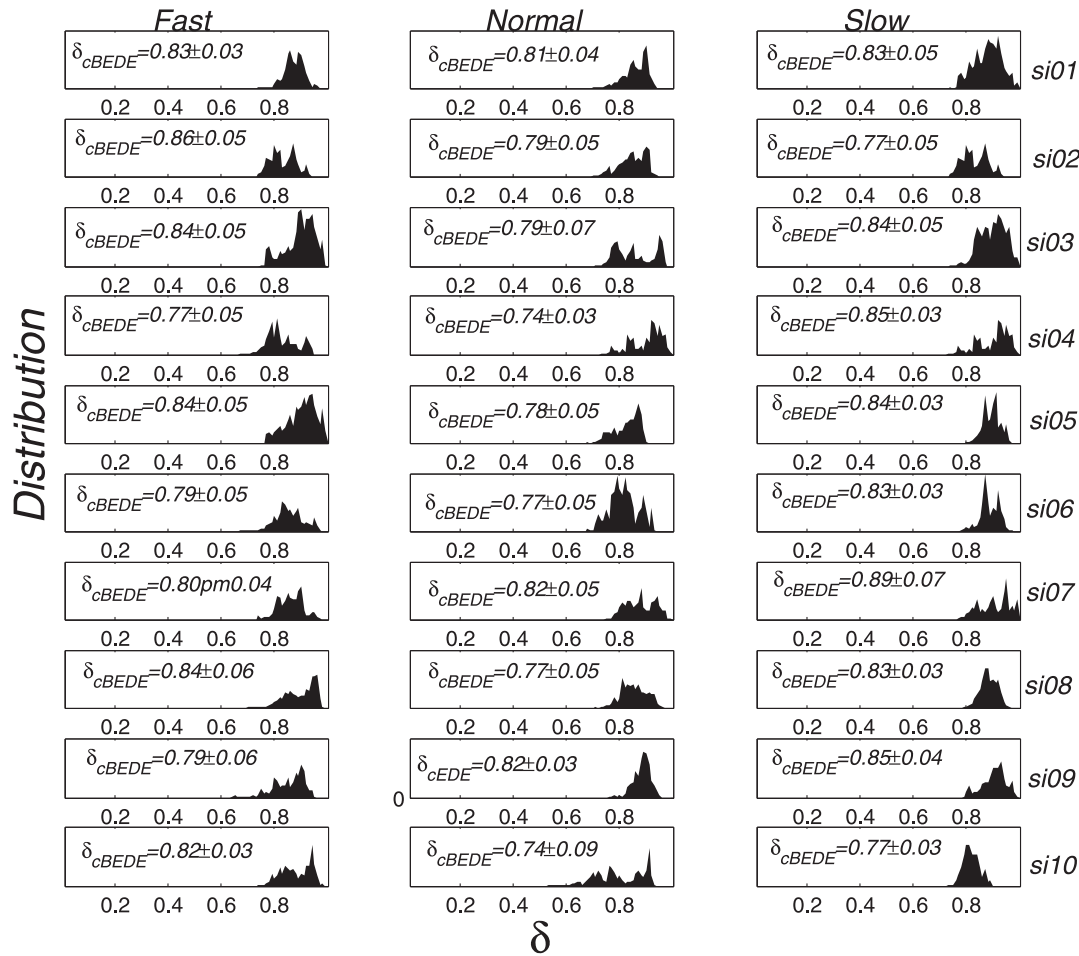 Fast Normal Slow
δcBEDE=0.83±0.03 δcBEDE=0.81±0.04 δcBEDE=0.83±0.05 si01
0.2 0.4 0.6 0.8 0.2 0.4 0.6 0.8 0.2 0.4 0.6 0.8
δcBEDE=0.86±0.05 δcBEDE=0.79±0.05 δcBEDE=0.77±0.05 si02
0.2 0.4 0.6 0.8 0.2 0.4 0.6 0.8 0.2 0.4 0.6 0.8
δcBEDE=0.84±0.05 δcBEDE=0.79±0.07 δcBEDE=0.84±0.05 si03
0.2 0.4 0.6 0.8 0.2 0.4 0.6 0.8 0.2 0.4 0.6 0.8
δcBEDE=0.77±0.05 δcBEDE=0.74±0.03 δcBEDE=0.85±0.03 si04
0.2 0.4 0.6 0.8 0.2 0.4 0.6 0.8 0.2 0.4 0.6 0.8
Distribution
δcBEDE=0.84±0.05 δcBEDE=0.78±0.05 δcBEDE=0.84±0.03 si05
0.2 0.4 0.6 0.8 0.2 0.4 0.6 0.8 0.2 0.4 0.6 0.8
δcBEDE=0.79±0.05 δcBEDE=0.77±0.05 δcBEDE=0.83±0.03 si06
0.2 0.4 0.6 0.8 0.2 0.4 0.6 0.8 0.2 0.4 0.6 0.8
δcBEDE=0.80pm0.04 δcBEDE=0.82±0.05 δcBEDE=0.89±0.07 si07
0.2 0.4 0.6 0.8 0.2 0.4 0.6 0.8 0.2 0.4 0.6 0.8
δcBEDE=0.84±0.06 δcBEDE=0.77±0.05 δcBEDE=0.83±0.03 si08
0.2 0.4 0.6 0.8 0.2 0.4 0.6 0.8 0.2 0.4 0.6 0.8
δcBEDE=0.79±0.06 δcEDE=0.82±0.03 δcBEDE=0.85±0.04 si09
0
0.2 0.4 0.6 0.8 0.2 0.4 0.6 0.8 0.2 0.4 0.6 0.8
δcBEDE=0.82±0.03 δcBEDE=0.74±0.09 δcBEDE=0.77±0.03 si10
0.2 0.4 0.6 0.8 0.2 0.4 0.6 0.8 0.2 0.4 0.6 0.8
δ